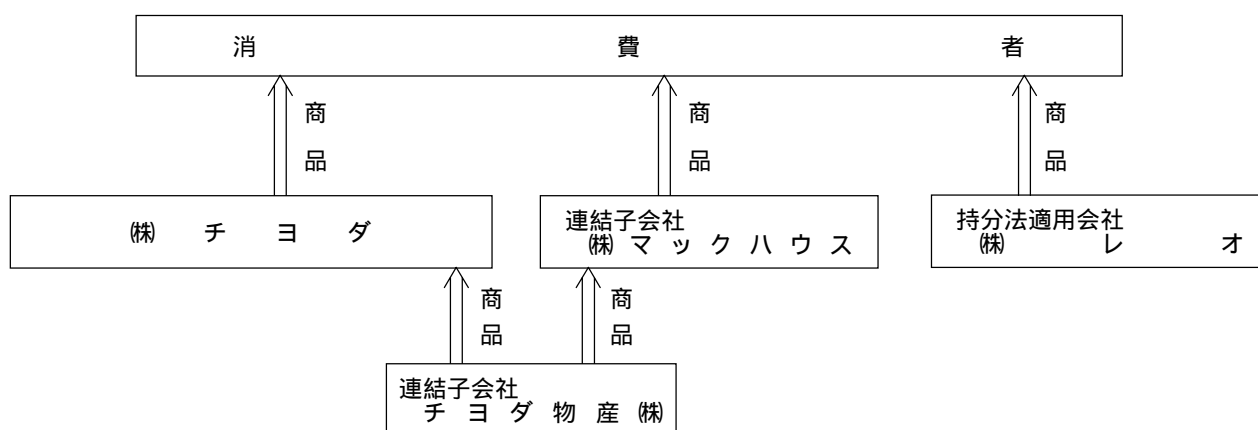 消費者
商品
商品
商品
㈱チヨダ
連結子会社
㈱マックハウス
持分法適用会社
㈱レオ
商品
商品
連結子会社
チヨダ物産㈱